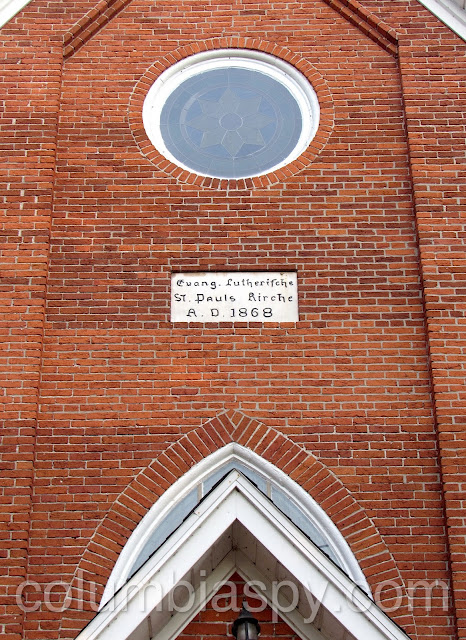 Evang. Lutherische
St. Pauls Kirche
A. D. 1868
columbiaspy.com